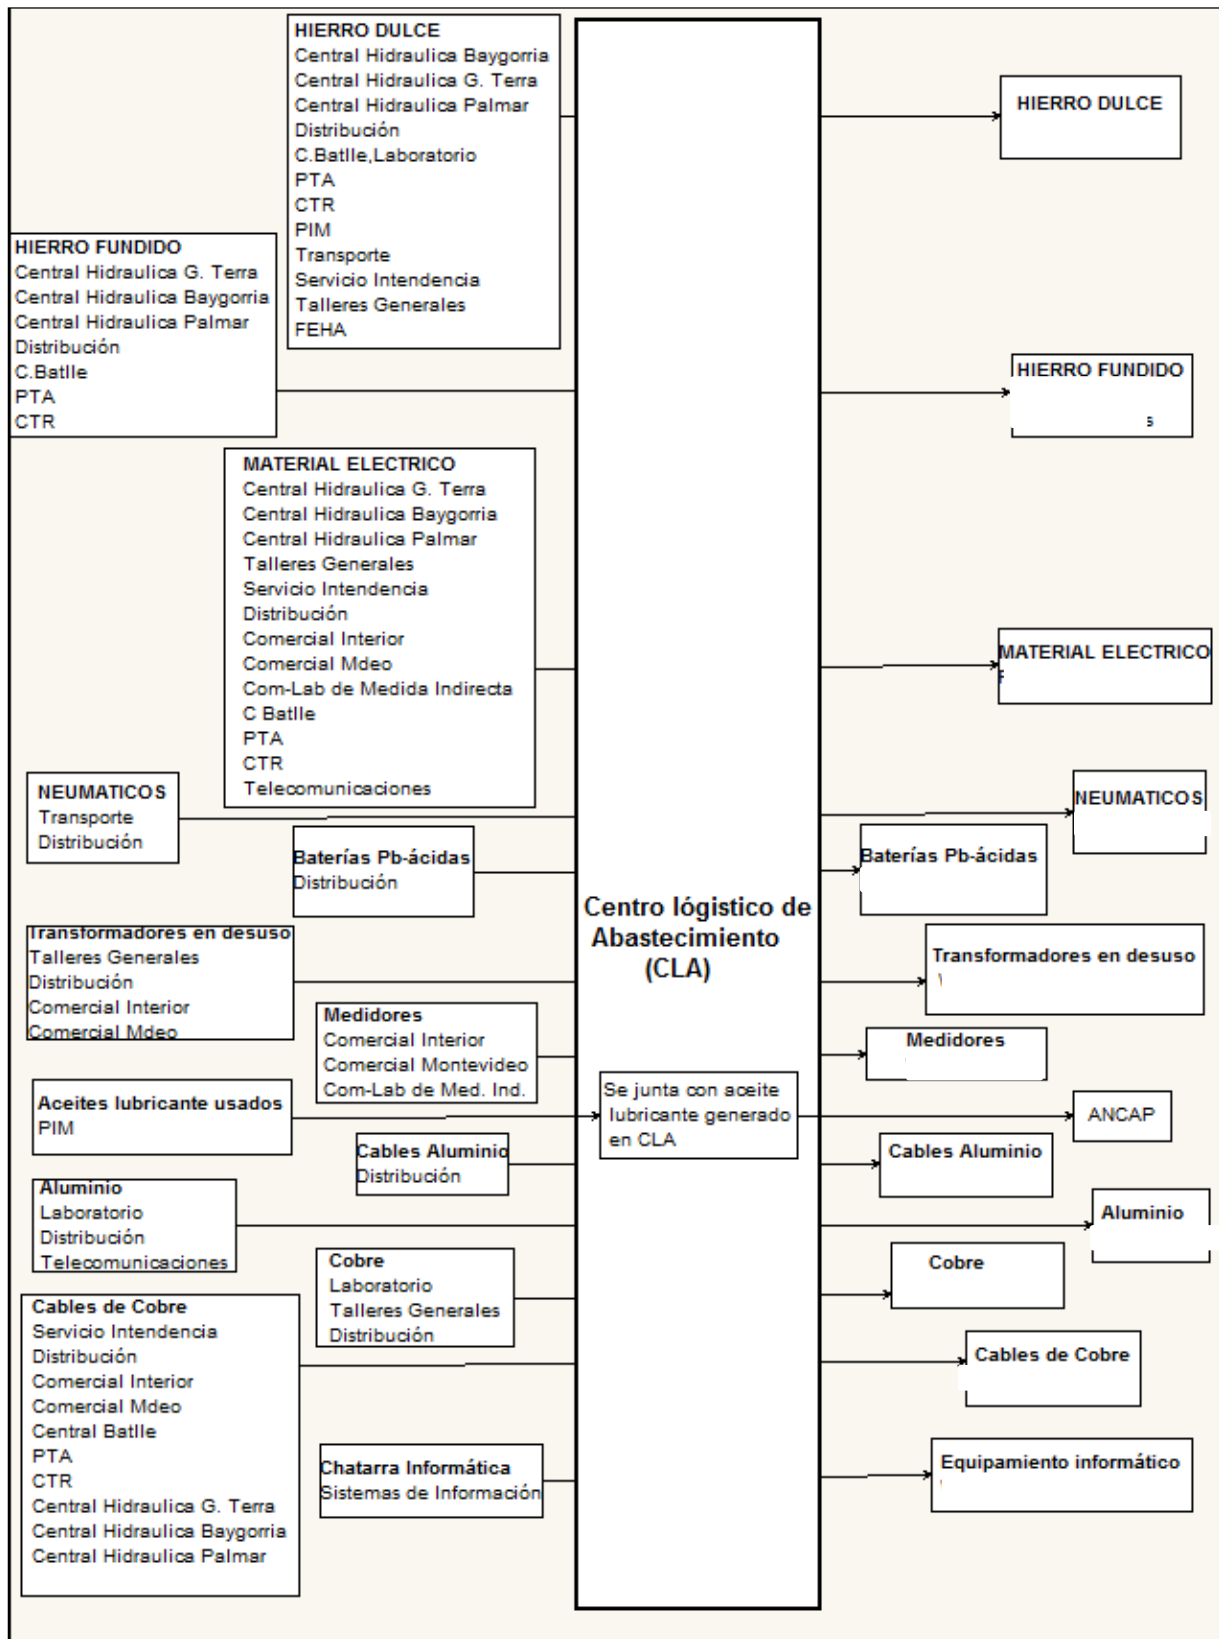 HIERRO DULCE
Central Hidraulica Baygorria
Central Hidraulica G. Terra
Central Hidraulica Palmar
Distribución
C.Batlle,Laboratorio
PTA
CTR
PIM
Transporte
Servicio Intendencia
Talleres Generales
FEHA
HIERRO FUNDIDO
Central Hidraulica G. Terra
Central Hidraulica Baygorria
Central Hidraulica Palmar
Distribución
C.Batlle
PTA
CTR
MATERIAL ELECTRICO
Central Hidraulica G. Terra
Central Hidraulica Baygorria
Central Hidraulica Palmar
Talleres Generales
Servicio Intendencia
Distribución
Comercial Interior
Comercial Mdeo
Com-Lab de Medida Indirecta
C Batlle
PTA
CTR
Telecomunicaciones
NEUMATICOS
Transporte
Distribución
Baterías Pb-ácidas
Distribución
Transformadores en desuso
Talleres Generales
Distribución
Comercial Interior
Comercial Mdeo
Medidores
Comercial Interior
Comercial Montevideo
Com-Lab de Med. Ind.
Aceites lubricante usados
PIM
Cables Aluminio
Distribución
Aluminio
Laboratorio
Distribución
Telecomunicaciones
Cobre
Laboratorio
Talleres Generales
Distribución
Cables de Cobre
Servicio Intendencia
Distribución
Comercial Interior
Comercial Mdeo
Central Batlle
PTA
CTR
Central Hidraulica G. Terra
Central Hidraulica Baygorria
Central Hidraulica Palmar
Chatarra Informática
Sistemas de Información
Centro lógistico de
Abastecimiento
(CLA)
Se junta con aceite
lubricante generado
en CLA
HIERRO DULCE
HIERRO FUNDIDO
s
MATERIAL ELECTRICO
NEUMATICOS
Baterías Pb-ácidas
Transformadores en desuso
Medidores
ANCAP
Cables Aluminio
Aluminio
Cobre
Cables de Cobre
Equipamiento informático